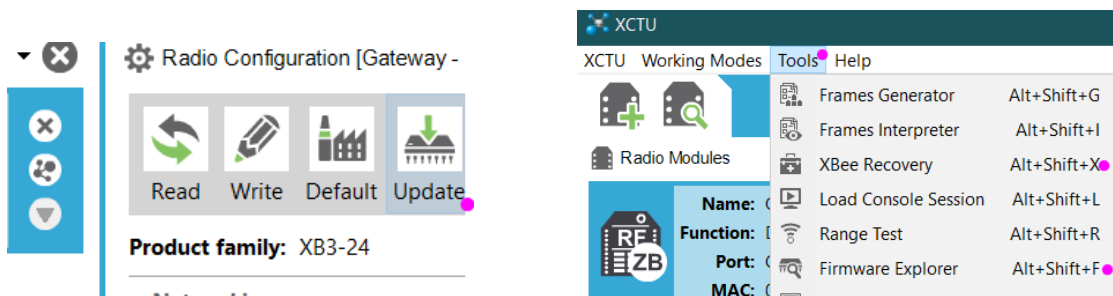 Radio Configuration [Gateway -
Read Write Default Update
Product family: XB3-24
XCTU
XCTU Working Modes Tools Help
Frames Generator Alt+Shift+G
Frames Interpreter Alt+Shift+I
Radio Modules
XBee Recovery Alt+Shift+X
Load Console Session Alt+Shift+L
Name:
Function:
Range Test Alt+Shift+R
RF
ZB
Port:
Firmware Explorer Alt+Shift+F
MAC: